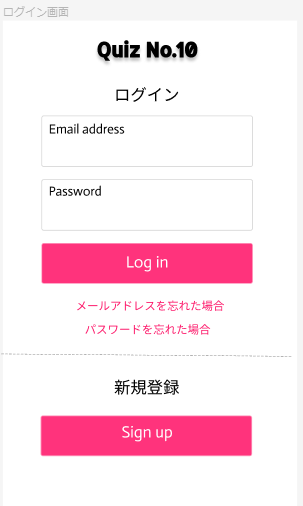 ログイン画面
Quiz No.10
ログイン
Email address
Password
Log in
メールアドレスを忘れた場合
パスワードを忘れた場合
新規登録
Sign up